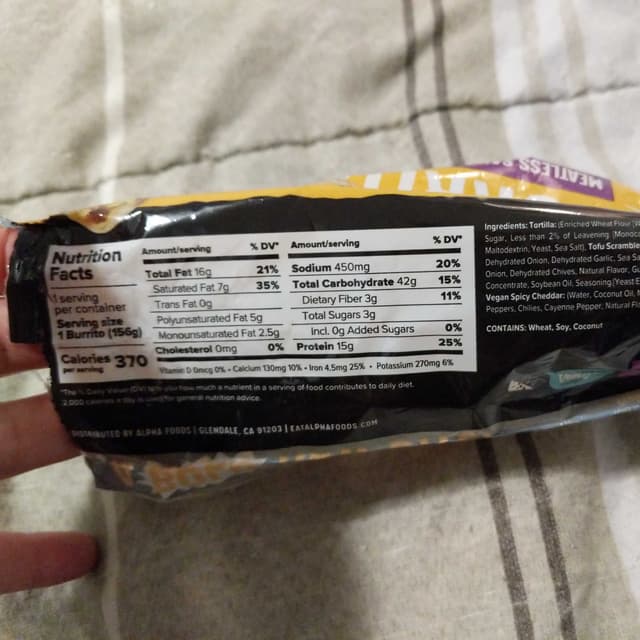 MEATLESS
Nutrition
Facts
1 serving
per container
Serving size
1 Burrito (156g)
Calories 370
per serving
Amount/serving % DV*
Total Fat 16g 21%
Saturated Fat 7g 35%
Trans Fat 0g
Polyunsaturated Fat 5g
Monounsaturated Fat 2.5g
Cholesterol 0mg 0%
Amount/serving % DV*
Sodium 450mg 20%
Total Carbohydrate 42g 15%
Dietary Fiber 3g 11%
Total Sugars 3g
Incl. 0g Added Sugars 0%
Protein 15g 25%
Vitamin D 0mcg 0% • Calcium 130mg 10% • Iron 4.5mg 25% • Potassium 270mg 6%
*The % Daily Value (DV) tells you how much a nutrient in a serving of food contributes to daily diet.
2,000 calories a day is used for general nutrition advice.
DISTRIBUTED BY ALPHA FOODS | GLENDALE, CA 91203 | EATALPHAFOODS.COM
Ingredients: Tortilla: (Enriched Wheat Flour
Sugar, Less than 2% of Leavening
Maltodextrin, Yeast, Sea Salt), Tofu
Dehydrated Onion, Dehydrated Garlic, Sea
Onion, Dehydrated Chives, Natural Flavor,
Concentrate, Soybean Oil, Seasoning (Yeast
Vegan Spicy Cheddar: (Water, Coconut Oil,
Peppers, Chilies, Cayenne Pepper, Natural
CONTAINS: Wheat, Soy, Coconut